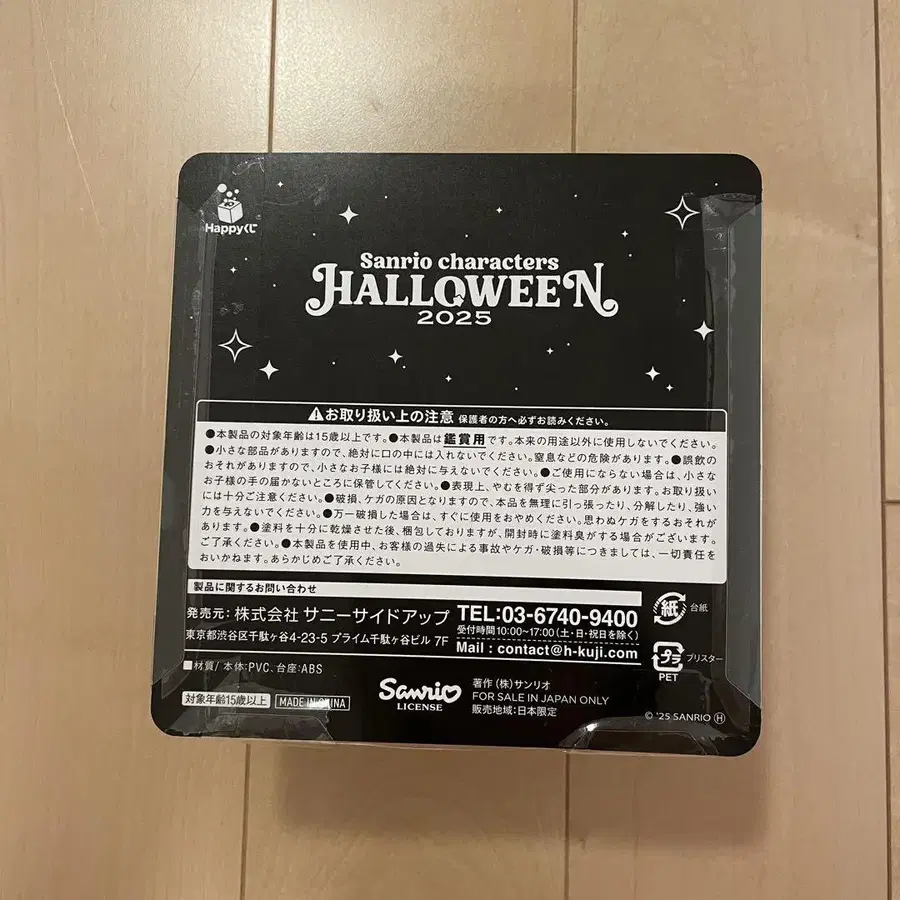 Happyくじ
Sanrio characters
HALLOWEEN
2025
⚠お取り扱い上の注意 保護者の方へ必ずお読みください。
●本製品の対象年齢は15歳以上です。●本製品は鑑賞用です。本来の用途以外に使用しないでください。
●小さな部品がありますので、絶対に口の中には入れないでください。窒息などの危険があります。●誤飲の
おそれがありますので、小さなお子様には絶対に与えないでください。●ご使用にならない場合は、小さな
お子様の手の届かないところに保管してください。●表現上、やむを得ず尖った部分があります。お取り扱い
には十分ご注意ください。●破損、ケガの原因となりますので、本品を無理に引っ張ったり、分解したり、強い
力を与えないでください。●万一破損した場合は、すぐに使用をおやめください。思わぬケガをするおそれが
あります。●塗料を十分に乾燥させた後、梱包しておりますが、開封時に塗料臭がする場合がございます。
ご了承ください。●本製品を使用中、お客様の過失による事故やケガ・破損等につきましては、一切責任を
おいかねます。あらかじめご了承ください。
製品に関するお問い合わせ
発売元：株式会社 サニーサイドアップ TEL:03-6740-9400
受付時間10:00~17:00（土・日・祝日を除く）
東京都渋谷区千駄ヶ谷4-23-5 プライム千駄ヶ谷ビル 7F Mail : contact@h-kuji.com
紙 台紙
プラ ブリスター
PET
■材質/ 本体:PVC、台座:ABS
対象年齢15歳以上 MADE IN CHINA
Sanrio
LICENSE
著作（株）サンリオ
FOR SALE IN JAPAN ONLY
販売地域:日本限定
© '25 SANRIO Ⓗ